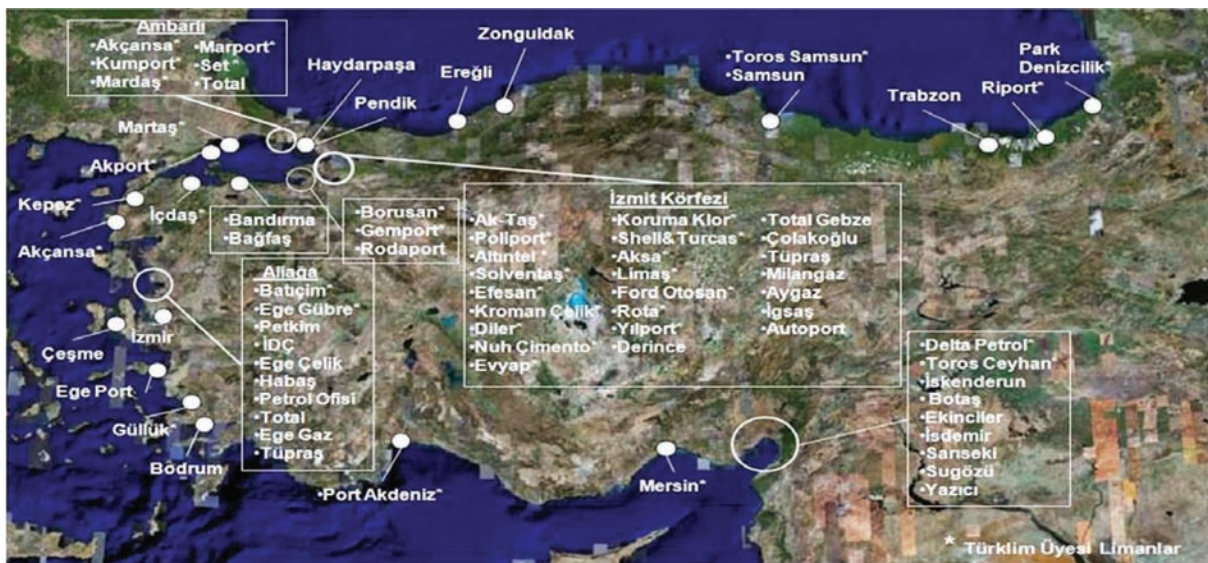 Ambarlı
•Akçansa* •Marport*
•Kumport* •Set*
•Mardaş* •Total
Haydarpaşa
Pendik
Ereğli
Zonguldak
•Toros Samsun*
•Samsun
Trabzon
Riport*
Park
Denizcilik*
Martaş*
Akport*
Kepez*
Akçansa*
İçdaş*
•Bandırma
•Bağfaş
•Borusan*
•Gemport*
•Rodaport
Aliağa
•Batıçim*
•Ege Gübre*
•Petkim
•İDÇ
•Ege Çelik
•Habaş
•Petrol Ofisi
•Total
•Ege Gaz
•Tüpraş
İzmit Körfezi
•Ak-Taş*
•Poliport*
•Altıntel*
•Solventaş*
•Efesan*
•Kroman Çelik*
•Diler*
•Nuh Çimento*
•Evyap*
•Koruma Klor*
•Shell&Turcas*
•Aksa*
•Limaş*
•Ford Otosan*
•Rota*
•Yılport*
•Derince
•Total Gebze
•Çolakoğlu
•Tüpraş
•Milangaz
•Aygaz
•İgsaş
•Autoport
İzmir
Çeşme
Ege Port
Güllük*
Bodrum
•Port Akdeniz*
Mersin*
•Delta Petrol*
•Toros Ceyhan*
•İskenderun
•Botaş
•Ekinciler
•İsdemir
•Sarıseki
•Sugözü
•Yazıcı
* Türklim Üyesi Limanlar